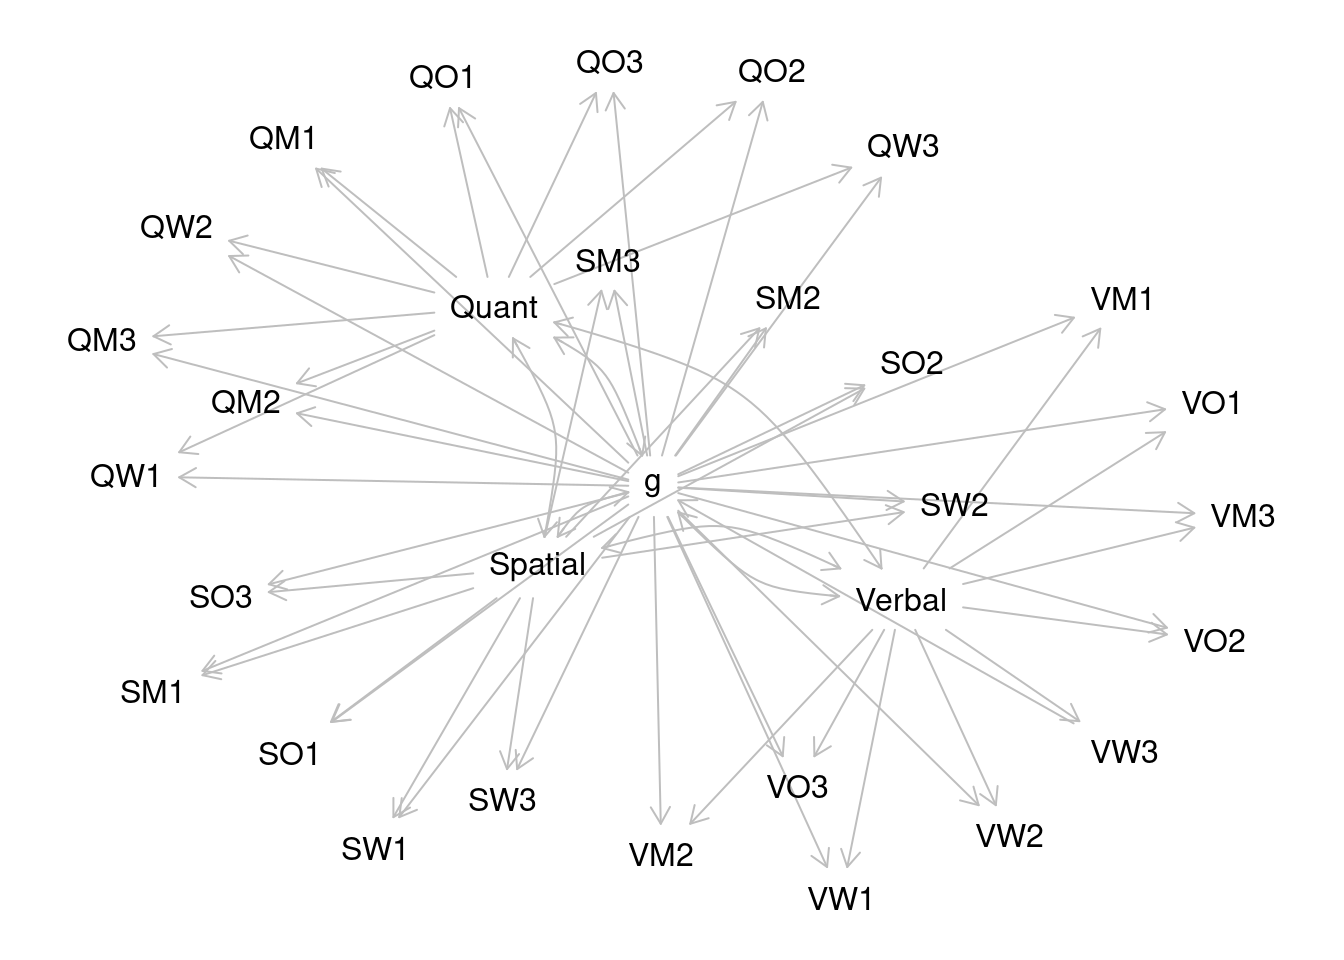 QO3
QO2
QO1
QM1
QW3
QW2
SM3
SM2
VM1
Quant
QM3
SO2
QM2
VO1
QW1
g
SW2
VM3
Spatial
SO3
Verbal
VO2
SM1
SO1
VW3
VO3
SW3
VW2
SW1
VM2
VW1